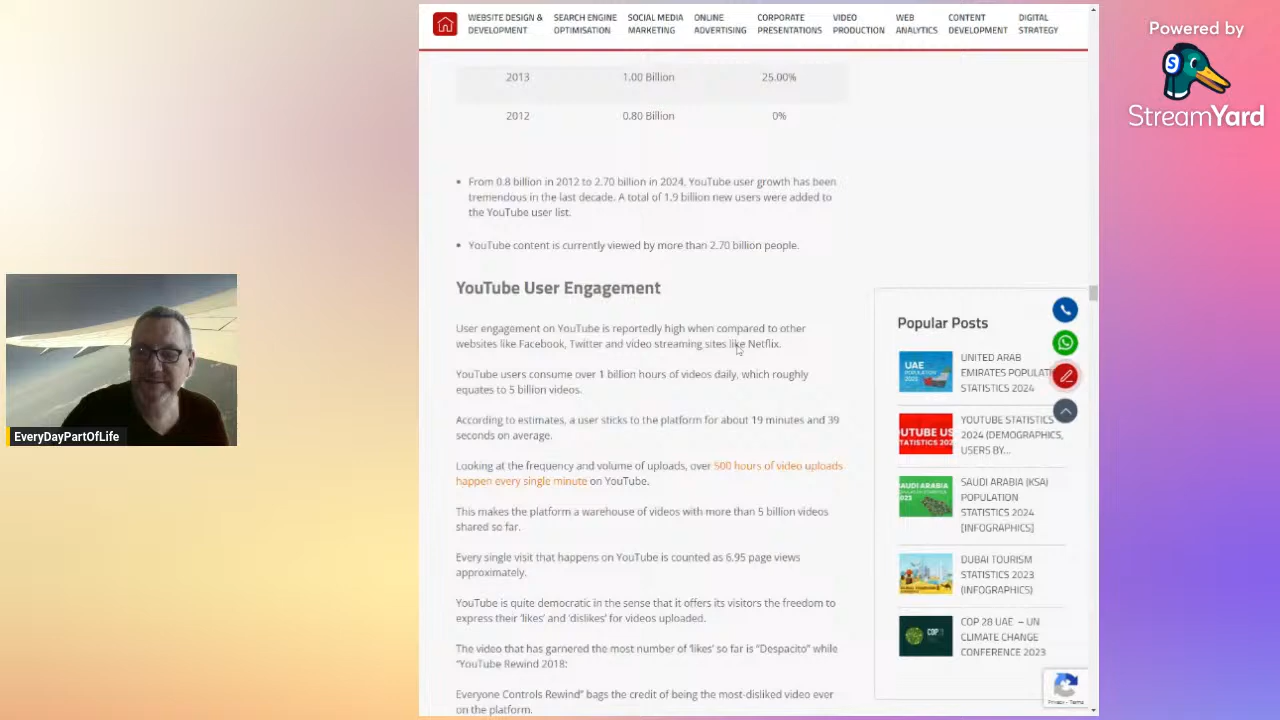 WEBSITE DESIGN &
DEVELOPMENT
SEARCH ENGINE
OPTIMISATION
SOCIAL MEDIA
MARKETING
ONLINE
ADVERTISING
CORPORATE
PRESENTATIONS
VIDEO
PRODUCTION
WEB
ANALYTICS
CONTENT
DEVELOPMENT
DIGITAL
STRATEGY
Powered by
S
StreamYard
2013 1.00 Billion 25.00%
2012 0.80 Billion 0%
• From 0.8 billion in 2012 to 2.70 billion in 2024, YouTube user growth has been
tremendous in the last decade. A total of 1.9 billion new users were added to
the YouTube user list.
• YouTube content is currently viewed by more than 2.70 billion people.
YouTube User Engagement
User engagement on YouTube is reportedly high when compared to other
websites like Facebook, Twitter and video streaming sites like Netflix.
YouTube users consume over 1 billion hours of videos daily, which roughly
equates to 5 billion videos.
According to estimates, a user sticks to the platform for about 19 minutes and 39
seconds on average.
Looking at the frequency and volume of uploads, over 500 hours of video uploads
happen every single minute on YouTube.
This makes the platform a warehouse of videos with more than 5 billion videos
shared so far.
Every single visit that happens on YouTube is counted as 6.95 page views
approximately.
YouTube is quite democratic in the sense that it offers its visitors the freedom to
express their ‘likes’ and ‘dislikes’ for videos uploaded.
The video that has garnered the most number of ‘likes’ so far is “Despacito” while
“YouTube Rewind 2018:
Everyone Controls Rewind” bags the credit of being the most-disliked video ever
on the platform.
Popular Posts
UAE
UNITED ARAB
EMIRATES POPULAT
STATISTICS 2024
OUTUBE US
TATISTICS 202
YOUTUBE STATISTICS
2024 (DEMOGRAPHICS,
USERS BY...
AUDI ARABIA
SAUDI ARABIA (KSA)
POPULATION
STATISTICS 2024
[INFOGRAPHICS]
DUBAI TOURISM
STATISTICS 2023
(INFOGRAPHICS)
COP 28 UAE – UN
CLIMATE CHANGE
CONFERENCE 2023
Privacy - Terms
EveryDayPartOfLife